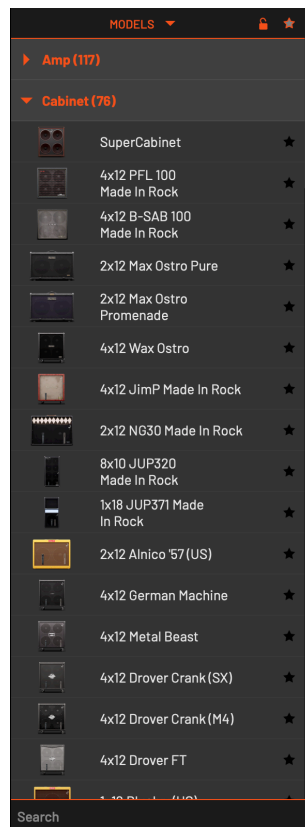 MODELS
Amp (117)
Cabinet (76)
SuperCabinet
4x12 PFL 100
Made In Rock
4x12 B-SAB 100
Made In Rock
2x12 Max Ostro Pure
2x12 Max Ostro
Promenade
4x12 Wax Ostro
4x12 JimP Made In Rock
2x12 NG30 Made In Rock
8x10 JUP320
Made In Rock
1x18 JUP371 Made
In Rock
2x12 Alnico '57 (US)
4x12 German Machine
4x12 Metal Beast
4x12 Drover Crank (SX)
4x12 Drover Crank (M4)
4x12 Drover FT
Search